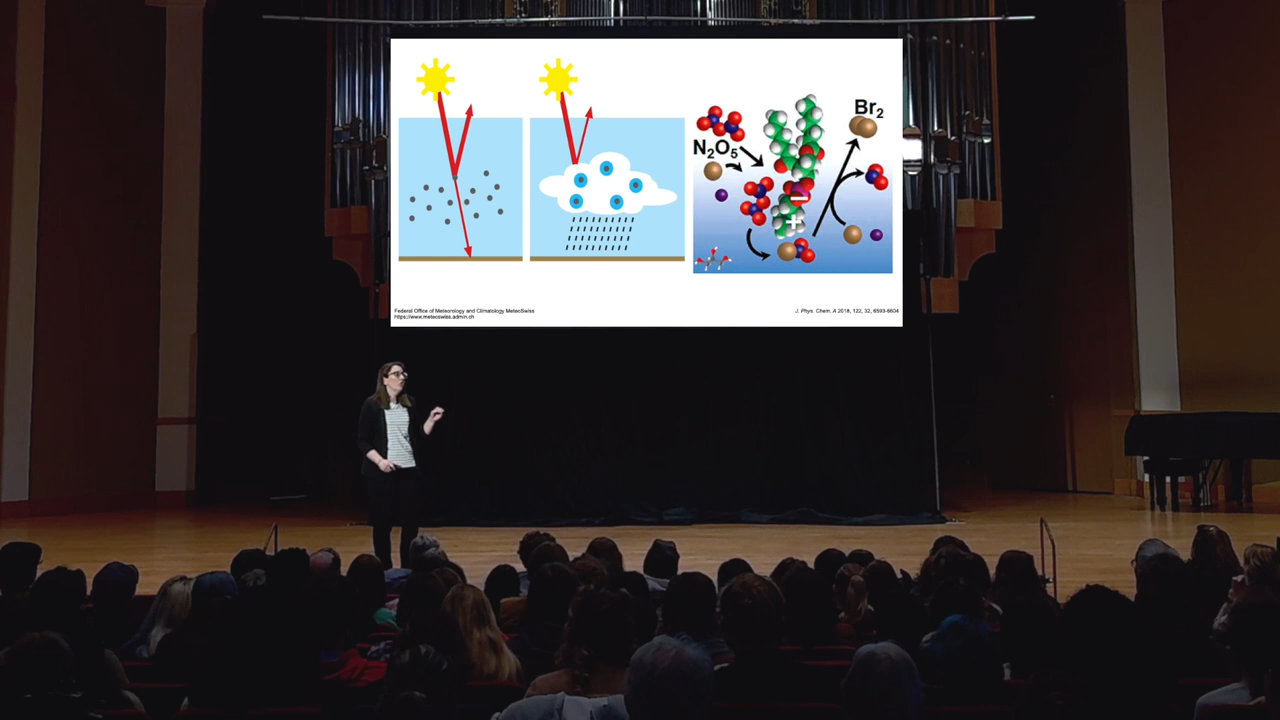 Br₂
N₂O₅
−
+
Federal Office of Meteorology and Climatology MeteoSwiss
https://www.meteoswiss.admin.ch
J. Phys. Chem. A 2018, 122, 32, 6593-6604